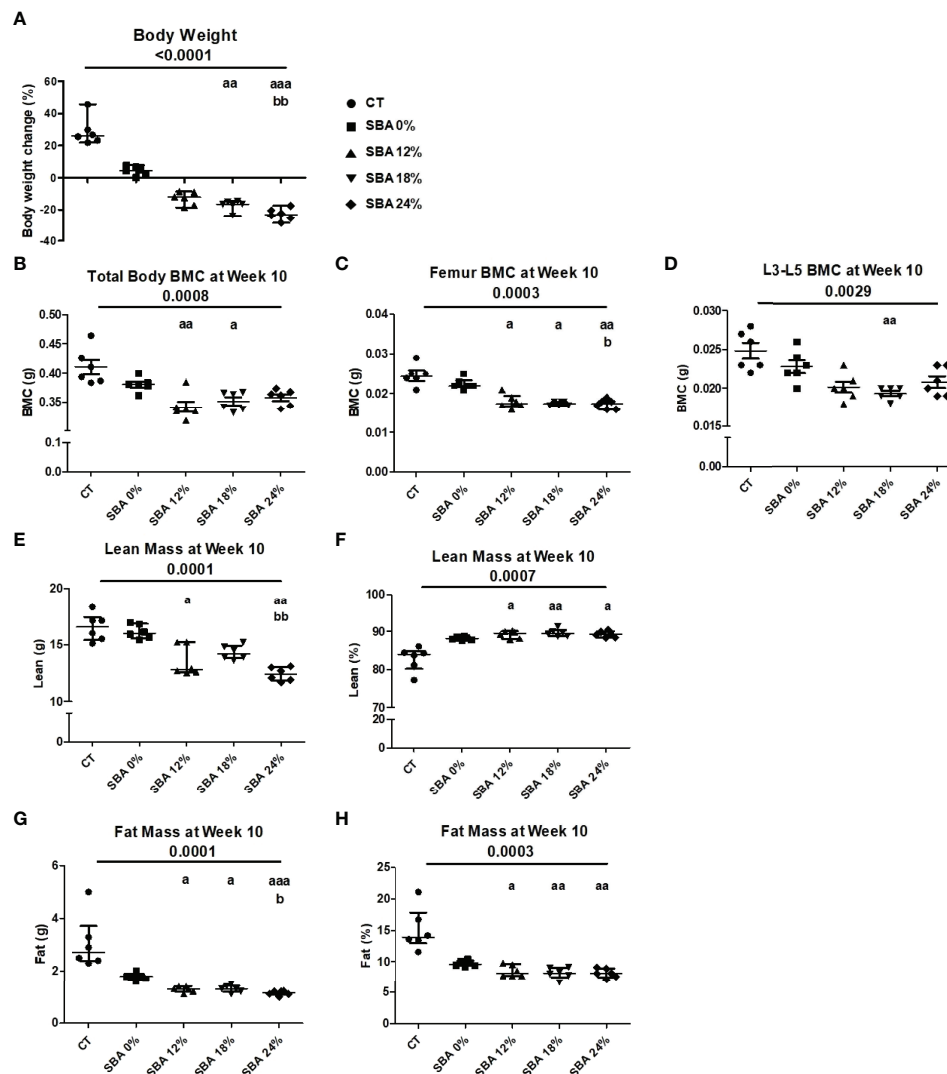 A
Body Weight
<0.0001
aa
aaa
bb
Body weight change (%)
60
40
20
0
-20
-40
CT
SBA 0%
SBA 12%
SBA 18%
SBA 24%
B
Total Body BMC at Week 10
0.0008
aa
a
BMC (g)
0.50
0.45
0.40
0.35
0.1
0.0
CT
SBA 0%
SBA 12%
SBA 18%
SBA 24%
C
Femur BMC at Week 10
0.0003
a
a
aa
b
BMC (g)
0.04
0.03
0.02
0.01
0.00
CT
SBA 0%
SBA 12%
SBA 18%
SBA 24%
D
L3-L5 BMC at Week 10
0.0029
aa
BMC (g)
0.030
0.025
0.020
0.015
0.00
CT
SBA 0%
SBA 12%
SBA 18%
SBA 24%
E
Lean Mass at Week 10
0.0001
a
aa
bb
Lean (g)
20
15
10
0
CT
SBA 0%
SBA 12%
SBA 18%
SBA 24%
F
Lean Mass at Week 10
0.0007
a
aa
a
Lean (%)
100
90
80
70
20
0
CT
SBA 0%
SBA 12%
SBA 18%
SBA 24%
G
Fat Mass at Week 10
0.0001
a
a
aaa
b
Fat (g)
6
4
2
0
CT
SBA 0%
SBA 12%
SBA 18%
SBA 24%
H
Fat Mass at Week 10
0.0003
a
aa
aa
Fat (%)
25
20
15
10
5
0
CT
SBA 0%
SBA 12%
SBA 18%
SBA 24%